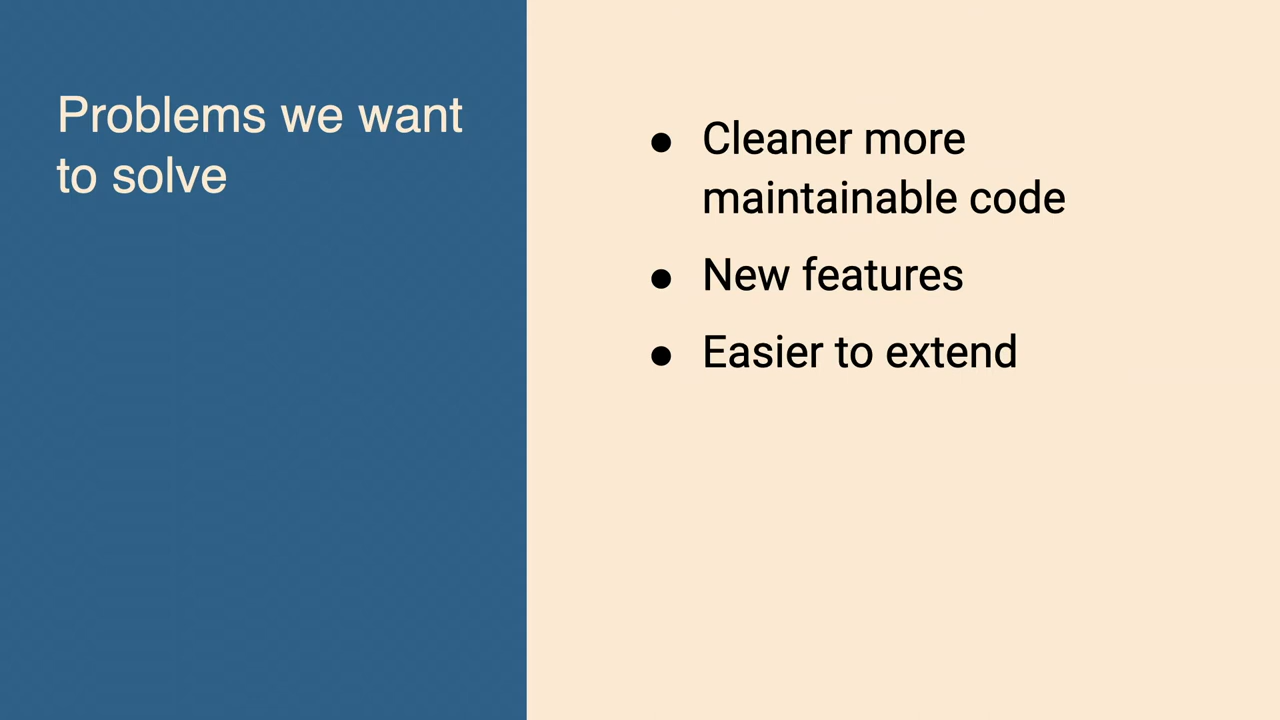 Problems we want
to solve
● Cleaner more
maintainable code
● New features
● Easier to extend